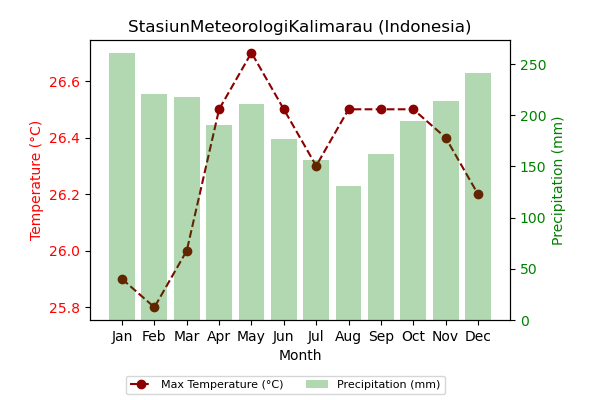 StasiunMeteorologiKalimarau (Indonesia)
Temperature (°C)
26.6
26.4
26.2
26.0
25.8
250
200
150
100
50
0
Precipitation (mm)
Jan Feb Mar Apr May Jun Jul Aug Sep Oct Nov Dec
Month
Max Temperature (°C) Precipitation (mm)